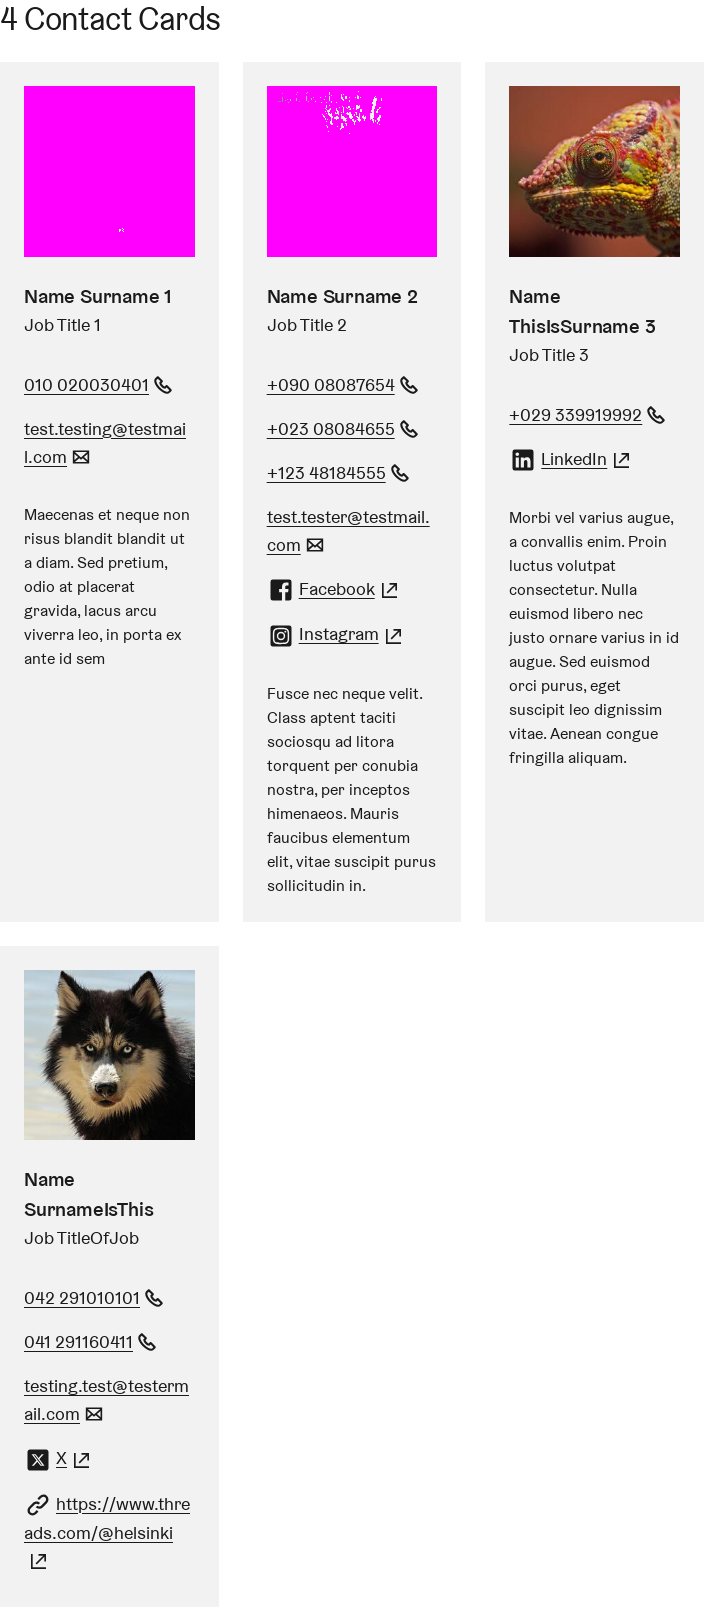 4 Contact Cards
Name Surname 1
Job Title 1
010 020030401
test.testing@testmai
l.com
Maecenas et neque non
risus blandit blandit ut
a diam. Sed pretium,
odio at placerat
gravida, lacus arcu
viverra leo, in porta ex
ante id sem
Name Surname 2
Job Title 2
+090 08087654
+023 08084655
+123 48184555
test.tester@testmail.
com
Facebook
Instagram
Fusce nec neque velit.
Class aptent taciti
sociosqu ad litora
torquent per conubia
nostra, per inceptos
himenaeos. Mauris
faucibus elementum
elit, vitae suscipit purus
sollicitudin in.
Name
ThisIsSurname 3
Job Title 3
+029 339919992
LinkedIn
Morbi vel varius augue,
a convallis enim. Proin
luctus volutpat
consectetur. Nulla
euismod libero nec
justo ornare varius in id
augue. Sed euismod
orci purus, eget
suscipit leo dignissim
vitae. Aenean congue
fringilla aliquam.
Name
SurnameIsThis
Job TitleOfJob
042 291010101
041 291160411
testing.test@testerm
ail.com
X
https://www.thre
ads.com/@helsinki